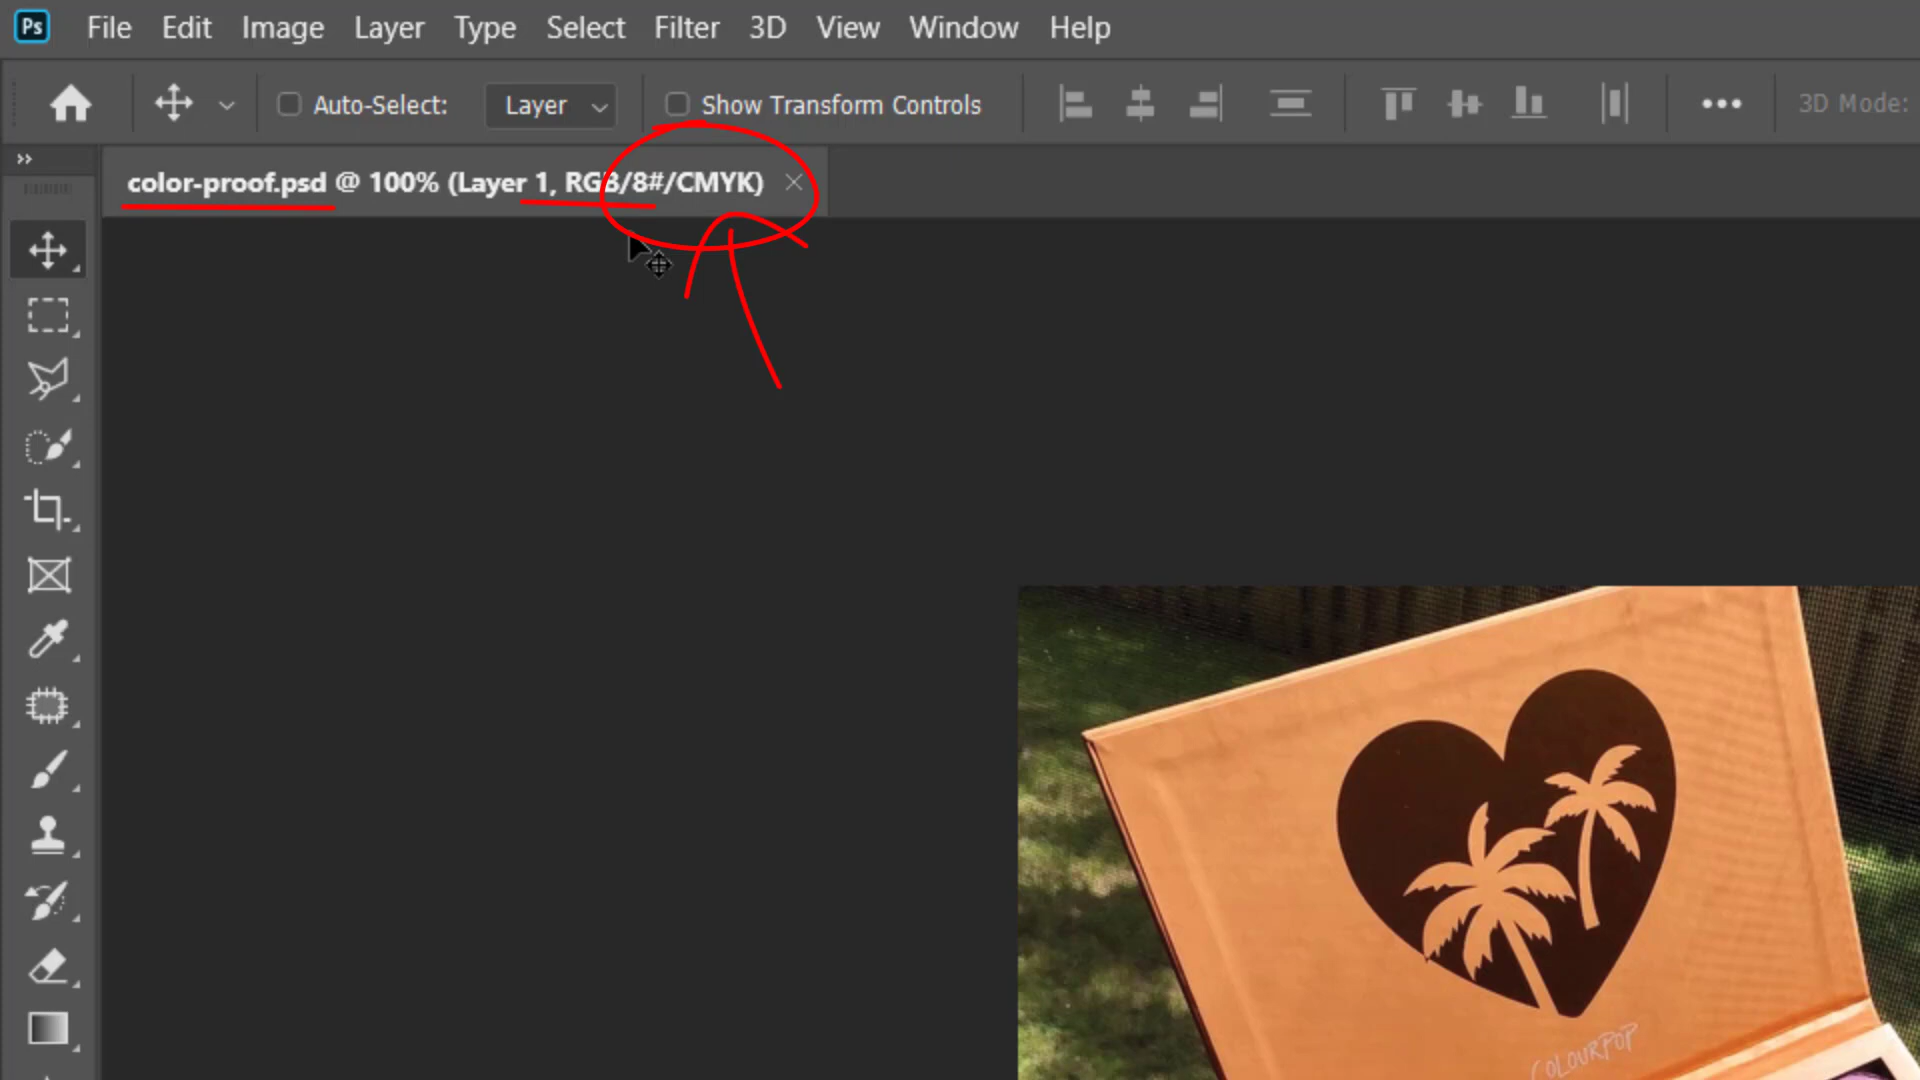 Ps File Edit Image Layer Type Select Filter 3D View Window Help
Auto-Select: Layer Show Transform Controls 3D Mode:
color-proof.psd @ 100% (Layer 1, RGB/8#/CMYK)
COLOURPOP